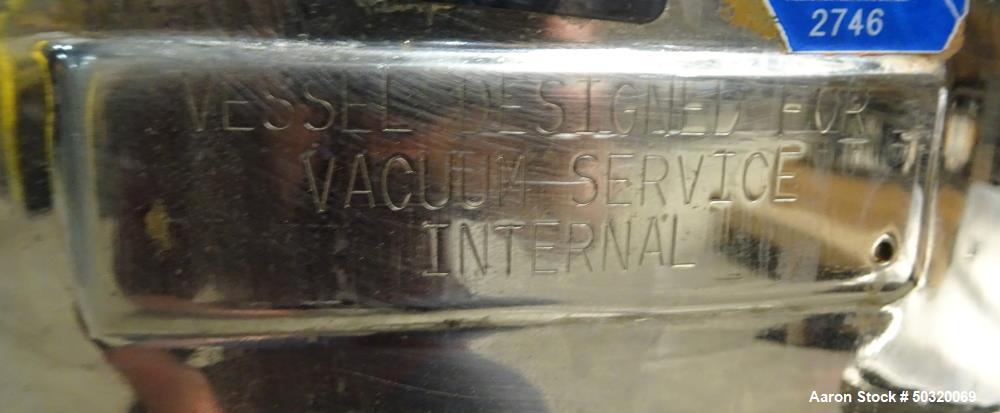 2746
VESSEL DESIGNED FOR
VACUUM SERVICE
INTERNAL
Aaron Stock # 50320069